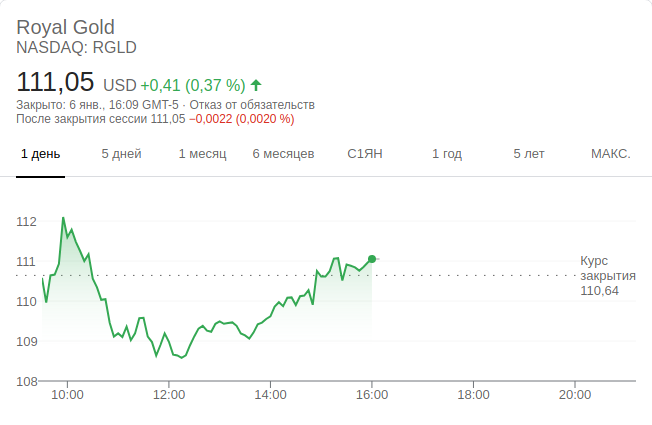 Royal Gold
NASDAQ: RGLD
111,05 USD +0,41 (0,37 %)
Закрыто: 6 янв., 16:09 GMT-5 · Отказ от обязательств
После закрытия сессии 111,05 −0,0022 (0,0020 %)
1 день 5 дней 1 месяц 6 месяцев С1ЯН 1 год 5 лет МАКС.
112
111
110
109
108
Курс
закрытия
110,64
10:00 12:00 14:00 16:00 18:00 20:00